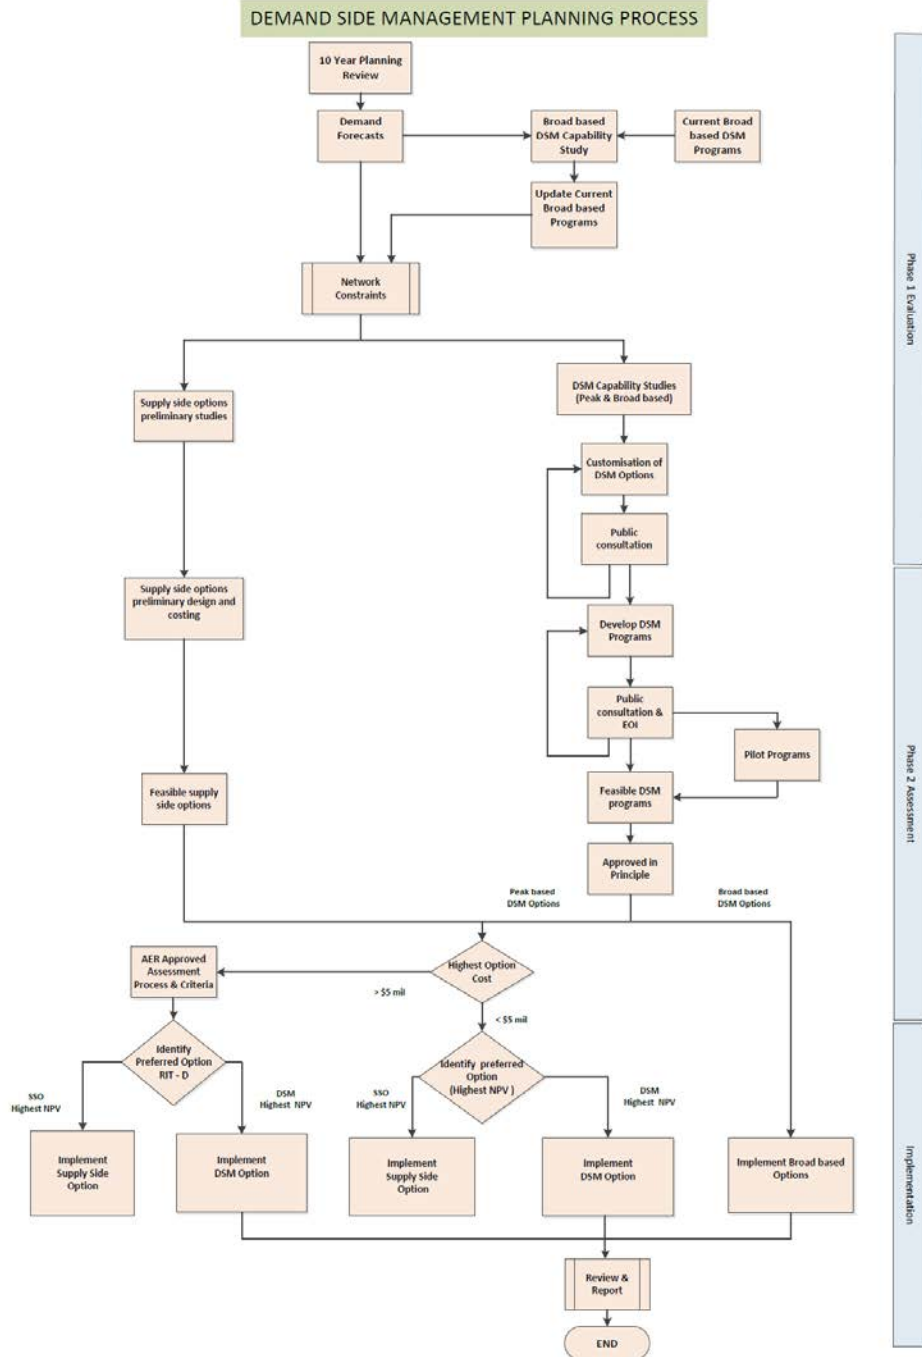 DEMAND SIDE MANAGEMENT PLANNING PROCESS
10 Year Planning
Review
Demand
Forecasts
Broad based
DSM Capability
Study
Current Broad
based DSM
Programs
Update Current
Broad based
Programs
Network
Constraints
Phase 1 Evaluation
Supply side options
preliminary studies
DSM Capability Studies
(Peak & Broad based)
Customisation of
DSM Options
Public
consultation
Supply side options
preliminary design and
costing
Develop DSM
Programs
Public
consultation &
EOI
Pilot Programs
Phase 2 Assessment
Feasible supply
side options
Feasible DSM
programs
Approved in
Principle
Peak based
DSM Options
Broad based
DSM Options
AER Approved
Assessment
Process & Criteria
Highest Option
Cost
> $5 mil
< $5 mil
Identify
Preferred Option
RIT - D
Identify preferred
Option
(Highest NPV )
SSO
Highest NPV
DSM
Highest NPV
SSO
Highest NPV
DSM
Highest NPV
Implement
Supply Side
Option
Implement
DSM Option
Implement
Supply Side
Option
Implement
DSM Option
Implement Broad based
Options
Implementation
Review &
Report
END